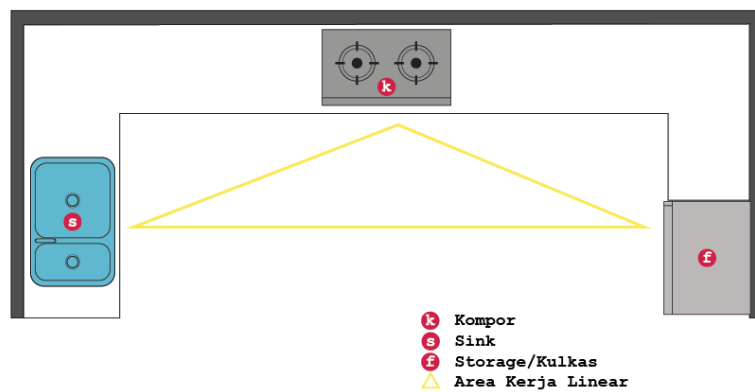 k
s
f
k Kompor
s Sink
f Storage/Kulkas
Area Kerja Linear